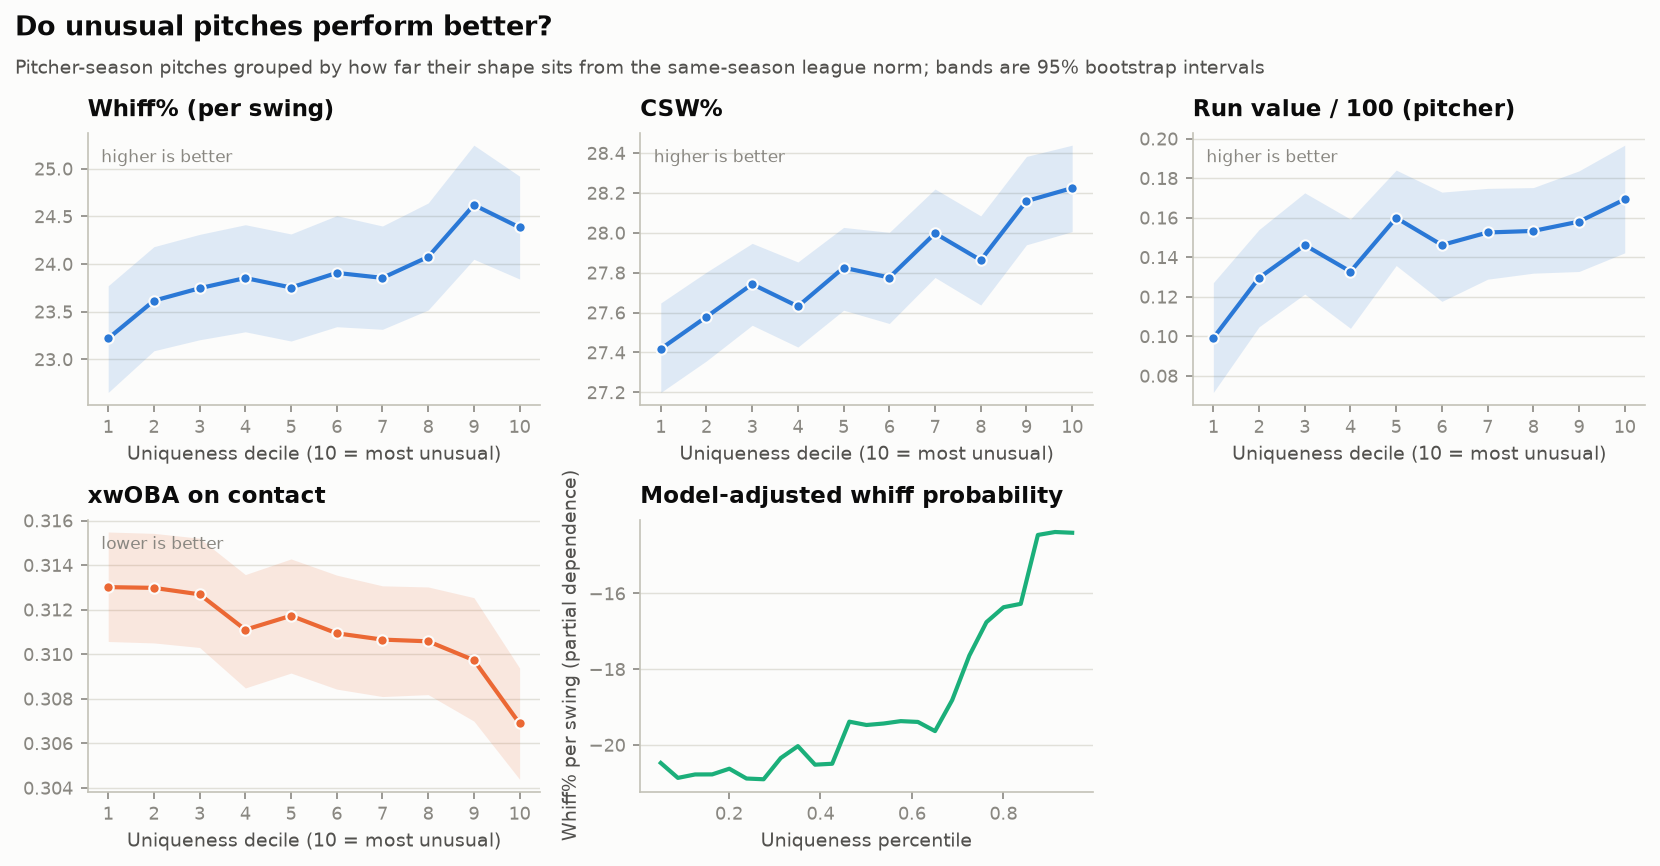 Do unusual pitches perform better?
Pitcher-season pitches grouped by how far their shape sits from the same-season league norm; bands are 95% bootstrap intervals
Whiff% (per swing)
higher is better
25.0
24.5
24.0
23.5
23.0
1 2 3 4 5 6 7 8 9 10
Uniqueness decile (10 = most unusual)
CSW%
higher is better
28.4
28.2
28.0
27.8
27.6
27.4
27.2
1 2 3 4 5 6 7 8 9 10
Uniqueness decile (10 = most unusual)
Run value / 100 (pitcher)
higher is better
0.20
0.18
0.16
0.14
0.12
0.10
0.08
1 2 3 4 5 6 7 8 9 10
Uniqueness decile (10 = most unusual)
xwOBA on contact
lower is better
0.316
0.314
0.312
0.310
0.308
0.306
0.304
1 2 3 4 5 6 7 8 9 10
Uniqueness decile (10 = most unusual)
Model-adjusted whiff probability
Whiff% per swing (partial dependence)
−16
−18
−20
0.2 0.4 0.6 0.8
Uniqueness percentile